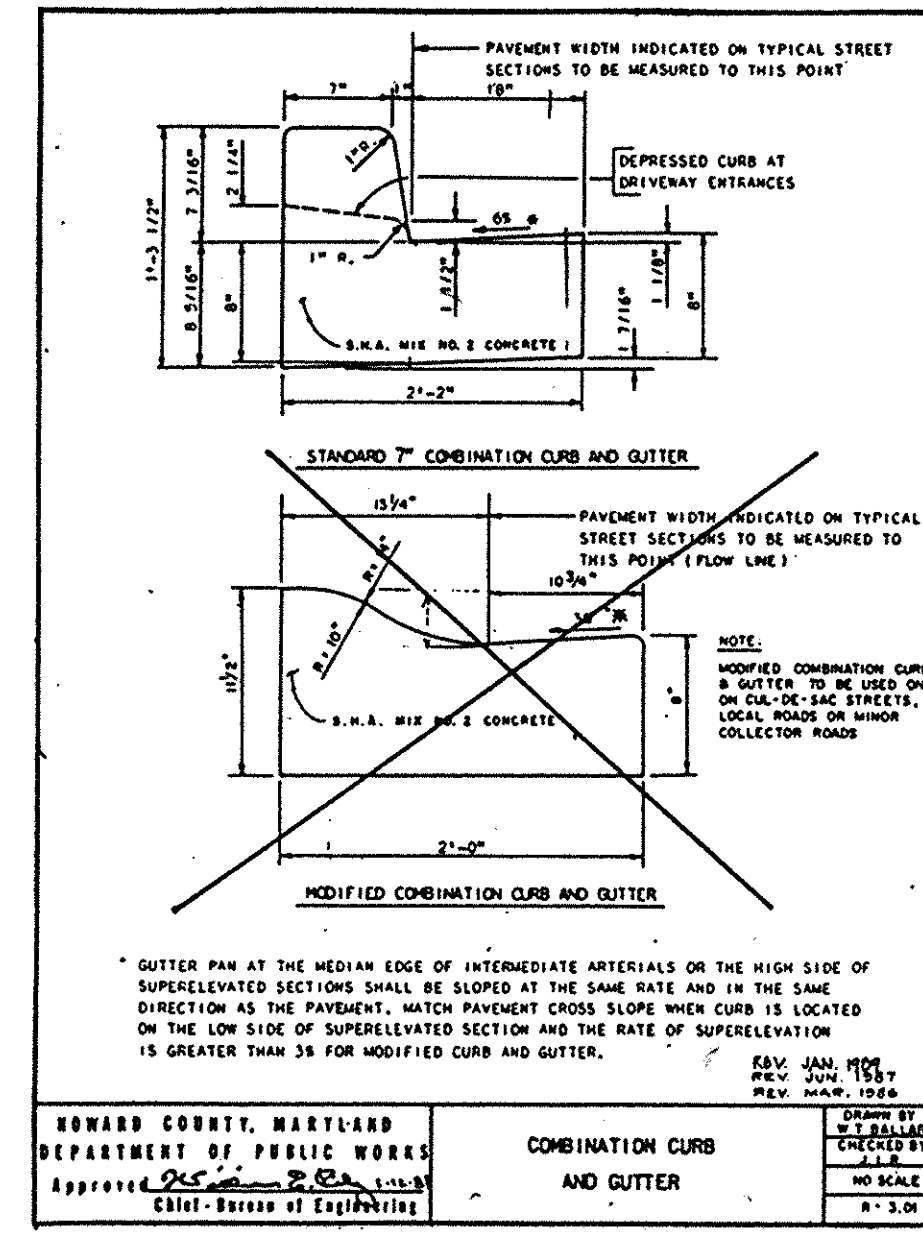 PAVEMENT WIDTH INDICATED ON TYPICAL STREET
SECTIONS TO BE MEASURED TO THIS POINT
7"
1"
18"
1" R.
DEPRESSED CURB AT
DRIVEWAY ENTRANCES
1'-3 1/2"
7 3/16"
2 1/4"
6% *
1" R.
8 5/16"
8"
1 1/2"
1 1/8"
8"
1 7/16"
S.H.A. MIX NO. 2 CONCRETE
2'-2"
STANDARD 7" COMBINATION CURB AND GUTTER
13 1/4"
PAVEMENT WIDTH INDICATED ON TYPICAL
STREET SECTIONS TO BE MEASURED TO
THIS POINT (FLOW LINE)
10 3/4"
R = 10"
11 1/2"
8"
NOTE:
MODIFIED COMBINATION CURB
& GUTTER TO BE USED ON
ON CUL-DE-SAC STREETS,
LOCAL ROADS OR MINOR
COLLECTOR ROADS
S.H.A. MIX NO. 2 CONCRETE
2'-0"
MODIFIED COMBINATION CURB AND GUTTER
* GUTTER PAN AT THE MEDIAN EDGE OF INTERMEDIATE ARTERIALS OR THE HIGH SIDE OF
SUPERELEVATED SECTIONS SHALL BE SLOPED AT THE SAME RATE AND IN THE SAME
DIRECTION AS THE PAVEMENT. MATCH PAVEMENT CROSS SLOPE WHEN CURB IS LOCATED
ON THE LOW SIDE OF SUPERELEVATED SECTION AND THE RATE OF SUPERELEVATION
IS GREATER THAN 3% FOR MODIFIED CURB AND GUTTER.
REV. JAN.
REV. JUN. 1987
REV. MAR. 1986
HOWARD COUNTY, MARYLAND
DEPARTMENT OF PUBLIC WORKS
Approved
Chief - Bureau of Engineering
COMBINATION CURB
AND GUTTER
DRAWN BY
W.T. BALLAR
CHECKED BY
J.L.R.
NO SCALE
R - 3.01